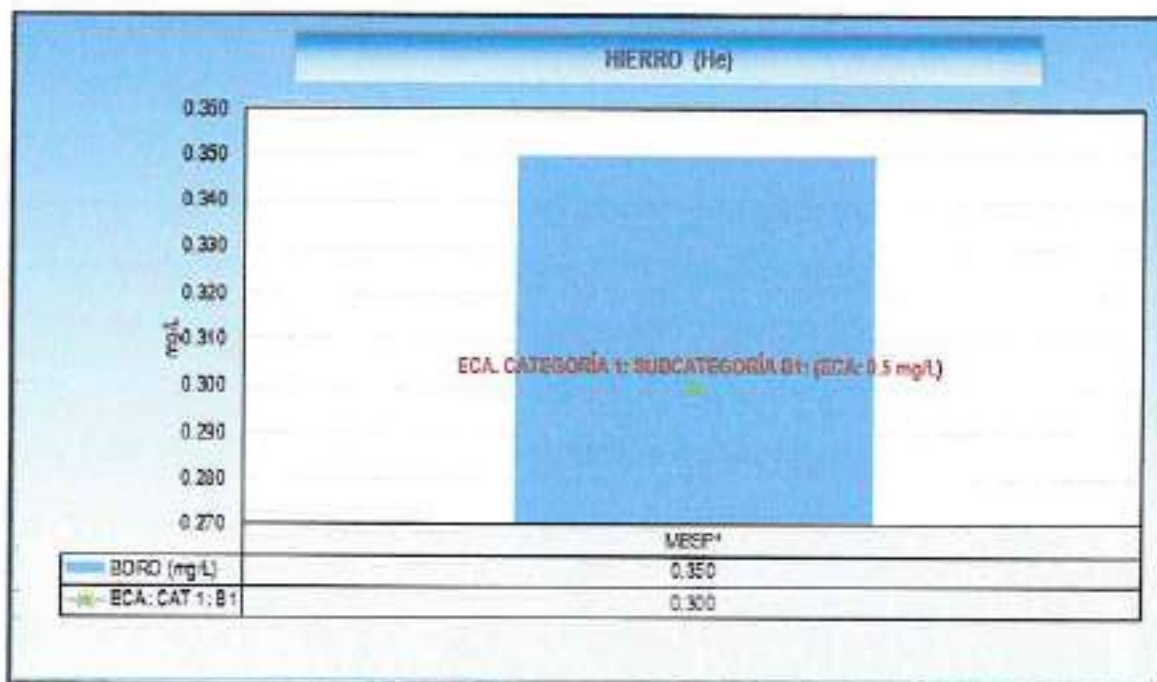 HIERRO (He)
0.360
0.350
0.340
0.330
0.320
0.310
0.300
0.290
0.280
0.270
mg/L
ECA. CATEGORÍA 1: SUBCATEGORÍA B1: (ECA: 0.5 mg/L)
BORO (mg/L) 0.350
ECA: CAT 1: B1 0.300